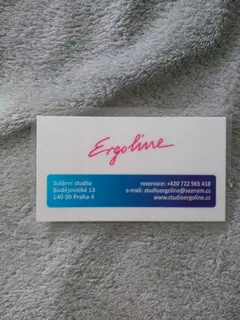 Ergoline
Solární studio
Budějovická 13
140 00 Praha 4
reservace: +420 722 965 418
e-mail: studioergoline@seznam.cz
www.studioergoline.cz